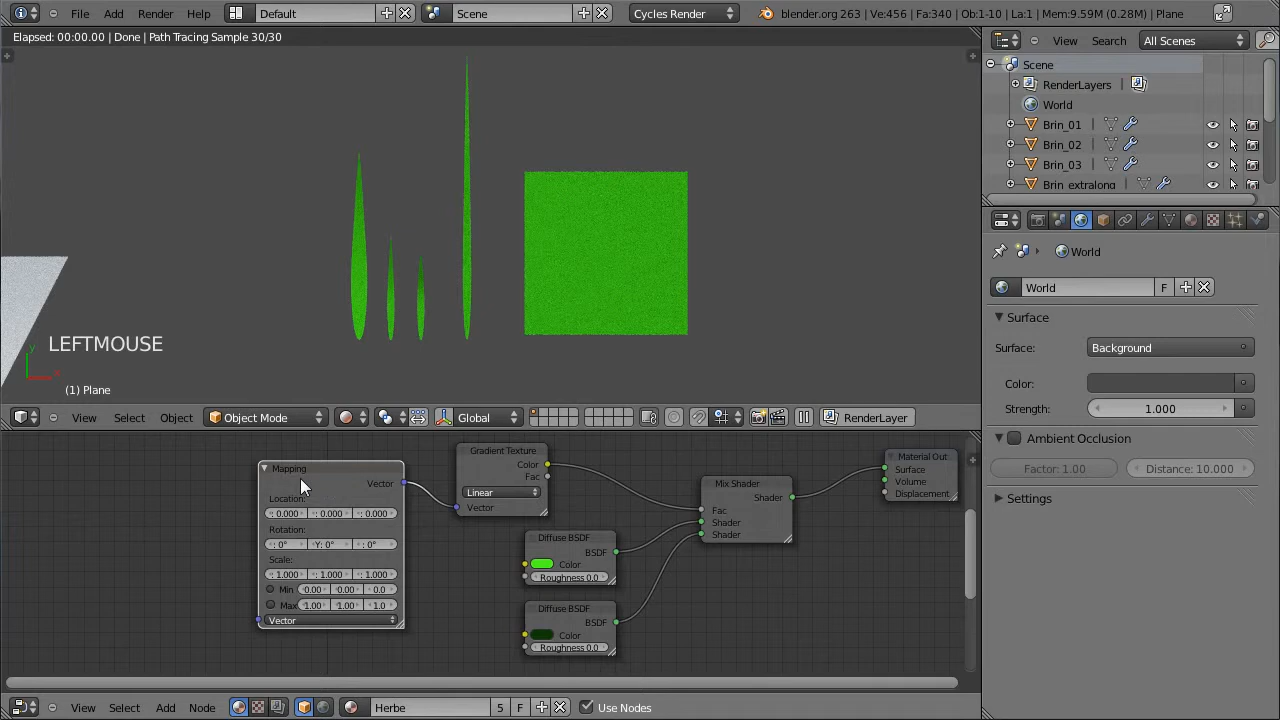 File Add Render Help Default Scene Cycles Render blender.org 263 | Ve:456 | Fa:340 | Ob:1-10 | La:1 | Mem:9.59M (0.28M) | Plane
Elapsed: 00:00.00 | Done | Path Tracing Sample 30/30
View Search All Scenes
Scene
RenderLayers |
World
Brin_01 |
Brin_02 |
Brin_03 |
Brin extralong |
LEFTMOUSE
y
x
(1) Plane
View Select Object Object Mode Global RenderLayer
World
World F
Surface
Surface: Background
Color:
Strength: 1.000
Ambient Occlusion
Factor: 1.00 Distance: 10.000
Settings
Mapping
Vector
Location:
: 0.000 : 0.000 : 0.000
Rotation:
: 0° Y: 0° : 0°
Scale:
: 1.000 : 1.000 : 1.000
Min 0.00 0.00 0.0
Max 1.00 1.00 1.0
Vector
Gradient Texture
Color
Fac
Linear
Vector
Diffuse BSDF
BSDF
Color
Roughness 0.0
Diffuse BSDF
BSDF
Color
Roughness 0.0
Mix Shader
Shader
Fac
Shader
Shader
Material Out
Surface
Volume
Displacement
View Select Add Node Herbe 5 F Use Nodes